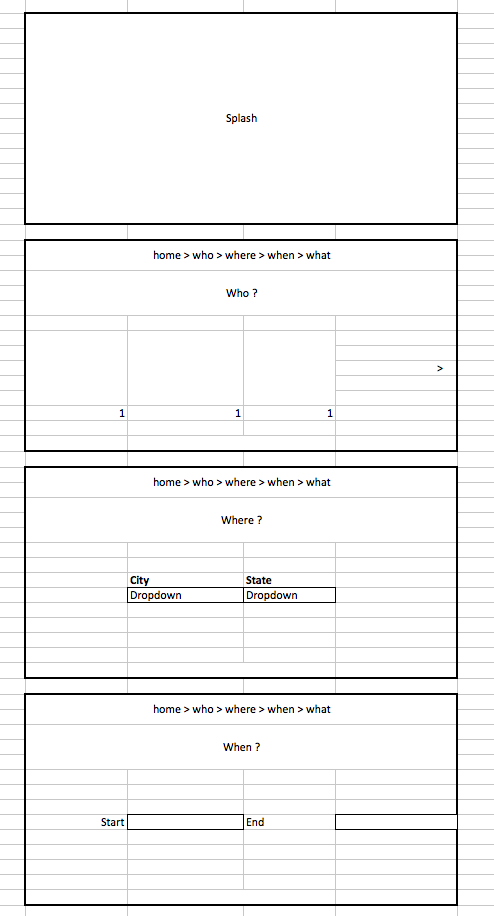 Splash
home > who > where > when > what
Who ?
>
1 1 1
home > who > where > when > what
Where ?
City State
Dropdown Dropdown
home > who > where > when > what
When ?
Start End